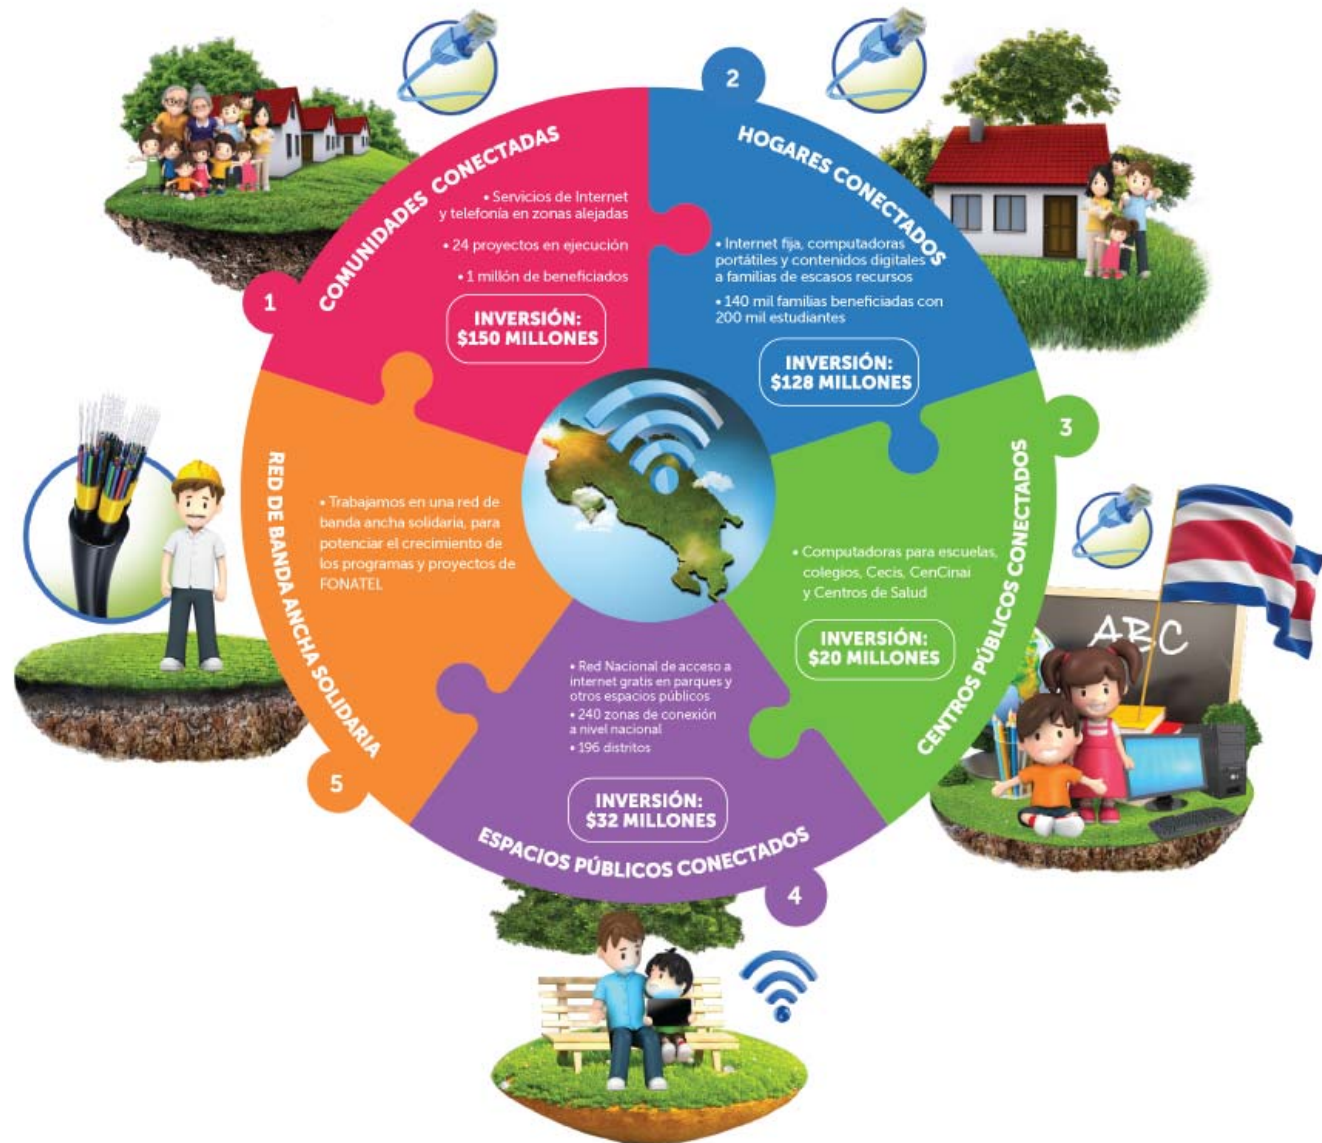 1
COMUNIDADES CONECTADAS
• Servicios de Internet
y telefonía en zonas alejadas
• 24 proyectos en ejecución
• 1 millón de beneficiados
INVERSIÓN:
$150 MILLONES
2
HOGARES CONECTADOS
• Internet fija, computadoras
portátiles y contenidos digitales
a familias de escasos recursos
• 140 mil familias beneficiadas con
200 mil estudiantes
INVERSIÓN:
$128 MILLONES
3
CENTROS PÚBLICOS CONECTADOS
• Computadoras para escuelas,
colegios, Cecis, CenCinai
y Centros de Salud
INVERSIÓN:
$20 MILLONES
ABC
4
ESPACIOS PÚBLICOS CONECTADOS
• Red Nacional de acceso a
internet gratis en parques y
otros espacios públicos
• 240 zonas de conexión
a nivel nacional
• 196 distritos
INVERSIÓN:
$32 MILLONES
5
RED DE BANDA ANCHA SOLIDARIA
• Trabajamos en una red de
banda ancha solidaria, para
potenciar el crecimiento de
los programas y proyectos de
FONATEL